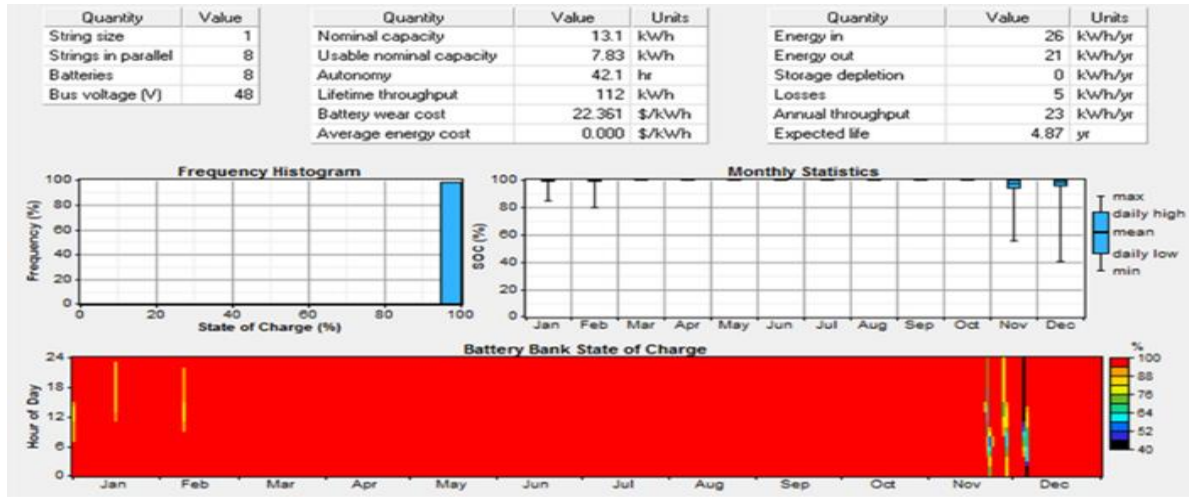 Quantity Value
String size 1
Strings in parallel 8
Batteries 8
Bus voltage (V) 48
Quantity Value Units
Nominal capacity 13.1 kWh
Usable nominal capacity 7.83 kWh
Autonomy 42.1 hr
Lifetime throughput 112 kWh
Battery wear cost 22.361 $/kWh
Average energy cost 0.000 $/kWh
Quantity Value Units
Energy in 26 kWh/yr
Energy out 21 kWh/yr
Storage depletion 0 kWh/yr
Losses 5 kWh/yr
Annual throughput 23 kWh/yr
Expected life 4.87 yr
Frequency Histogram
Frequency (%)
100
80
60
40
20
0
0 20 40 60 80 100
State of Charge (%)
Monthly Statistics
SOC (%)
100
80
60
40
20
0
Jan Feb Mar Apr May Jun Jul Aug Sep Oct Nov Dec
max
daily high
mean
daily low
min
Battery Bank State of Charge
Hour of Day
24
18
12
6
0
Jan Feb Mar Apr May Jun Jul Aug Sep Oct Nov Dec
%
100
88
76
64
52
40